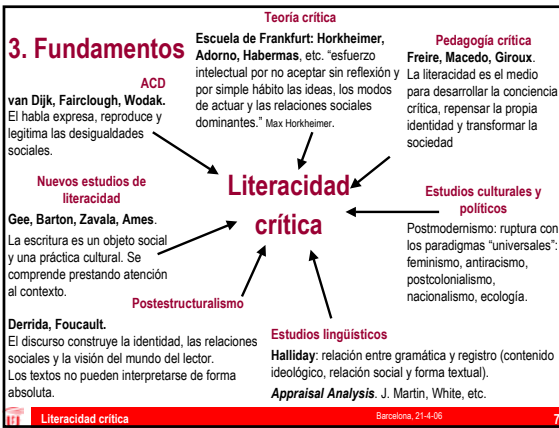 3. Fundamentos
Teoría crítica
Escuela de Frankfurt: Horkheimer,
Adorno, Habermas, etc. “esfuerzo
intelectual por no aceptar sin reflexión y
por simple hábito las ideas, los modos
de actuar y las relaciones sociales
dominantes.” Max Horkheimer.
Pedagogía crítica
Freire, Macedo, Giroux.
La literacidad es el medio
para desarrollar la conciencia
crítica, repensar la propia
identidad y transformar la
sociedad
ACD
van Dijk, Fairclough, Wodak.
El habla expresa, reproduce y
legitima las desigualdades
sociales.
Literacidad
crítica
Nuevos estudios de
literacidad
Gee, Barton, Zavala, Ames.
La escritura es un objeto social
y una práctica cultural. Se
comprende prestando atención
al contexto.
Estudios culturales y
políticos
Postmodernismo: ruptura con
los paradigmas “universales”:
feminismo, antiracismo,
postcolonialismo,
nacionalismo, ecología.
Postestructuralismo
Derrida, Foucault.
El discurso construye la identidad, las relaciones
sociales y la visión del mundo del lector.
Los textos no pueden interpretarse de forma
absoluta.
Estudios lingüísticos
Halliday: relación entre gramática y registro (contenido
ideológico, relación social y forma textual).
Appraisal Analysis. J. Martin, White, etc.
Literacidad crítica
Barcelona, 21-4-06
7